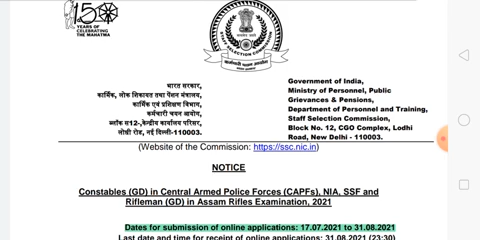 150
YEARS OF
CELEBRATING
THE MAHATMA
STAFF SELECTION COMMISSION
भारत सरकार,
कार्मिक, लोक शिकायत तथा पेंशन मंत्रालय,
कार्मिक एवं प्रशिक्षण विभाग,
कर्मचारी चयन आयोग,
ब्लॉक सं॰12, केन्द्रीय कार्यालय परिसर,
लोधी रोड, नई दिल्ली-110003.
Government of India,
Ministry of Personnel, Public
Grievances & Pensions,
Department of Personnel and Training,
Staff Selection Commission,
Block No. 12, CGO Complex, Lodhi
Road, New Delhi - 110003.
(Website of the Commission: https://ssc.nic.in)
NOTICE
Constables (GD) in Central Armed Police Forces (CAPFs), NIA, SSF and
Rifleman (GD) in Assam Rifles Examination, 2021
Dates for submission of online applications: 17.07.2021 to 31.08.2021
Last date and time for receipt of online applications: 31.08.2021 (23:30)